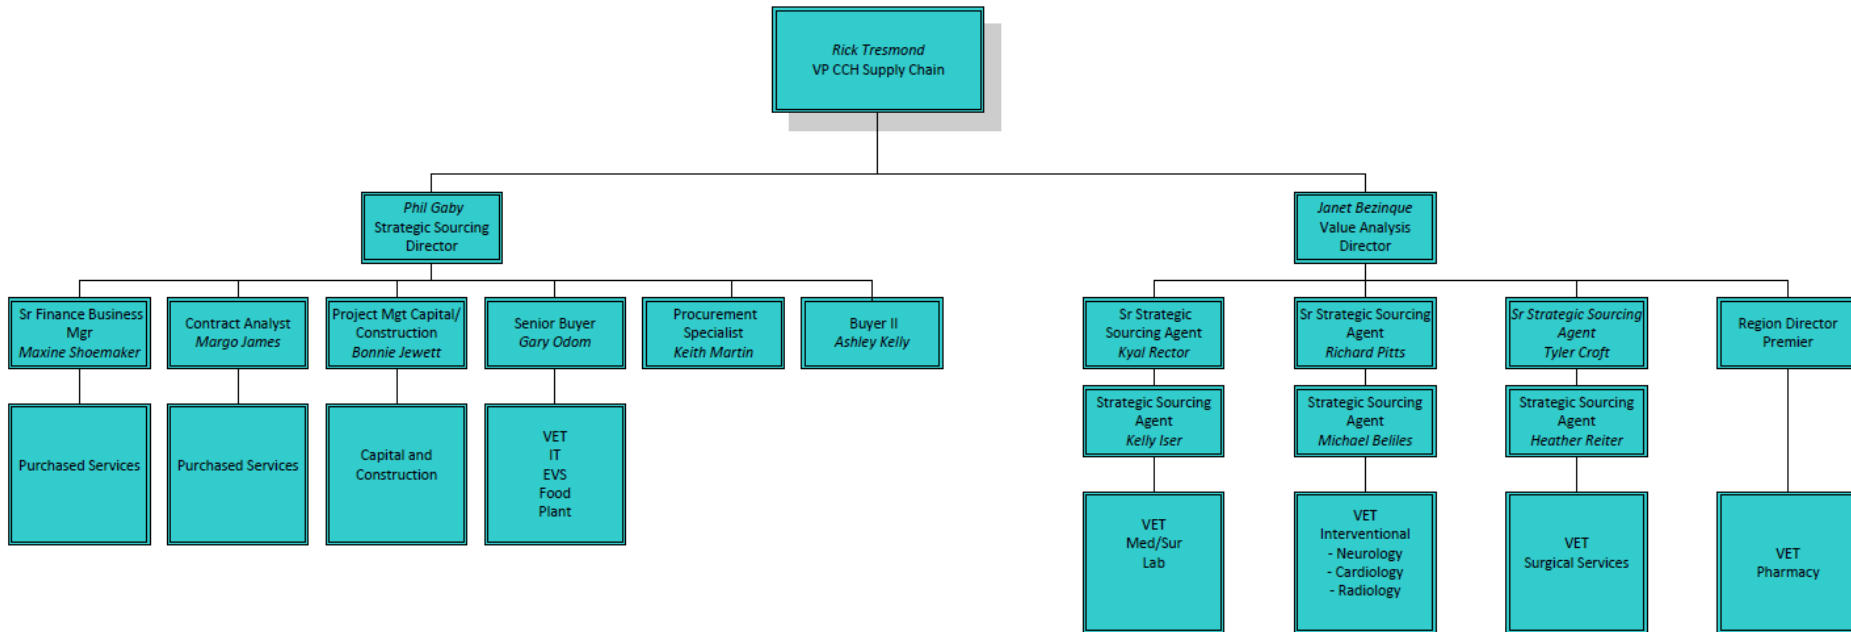 Rick Tresmond
VP CCH Supply Chain
Phil Gaby
Strategic Sourcing
Director
Janet Bezinque
Value Analysis
Director
Sr Finance Business
Mgr
Maxine Shoemaker
Contract Analyst
Margo James
Project Mgt Capital/
Construction
Bonnie Jewett
Senior Buyer
Gary Odom
Procurement
Specialist
Keith Martin
Buyer II
Ashley Kelly
Sr Strategic
Sourcing Agent
Kyal Rector
Sr Strategic Sourcing
Agent
Richard Pitts
Sr Strategic Sourcing
Agent
Tyler Croft
Region Director
Premier
Strategic Sourcing
Agent
Kelly Iser
Strategic Sourcing
Agent
Michael Beliles
Strategic Sourcing
Agent
Heather Reiter
Purchased Services
Purchased Services
Capital and
Construction
VET
IT
EVS
Food
Plant
VET
Med/Sur
Lab
VET
Interventional
- Neurology
- Cardiology
- Radiology
VET
Surgical Services
VET
Pharmacy